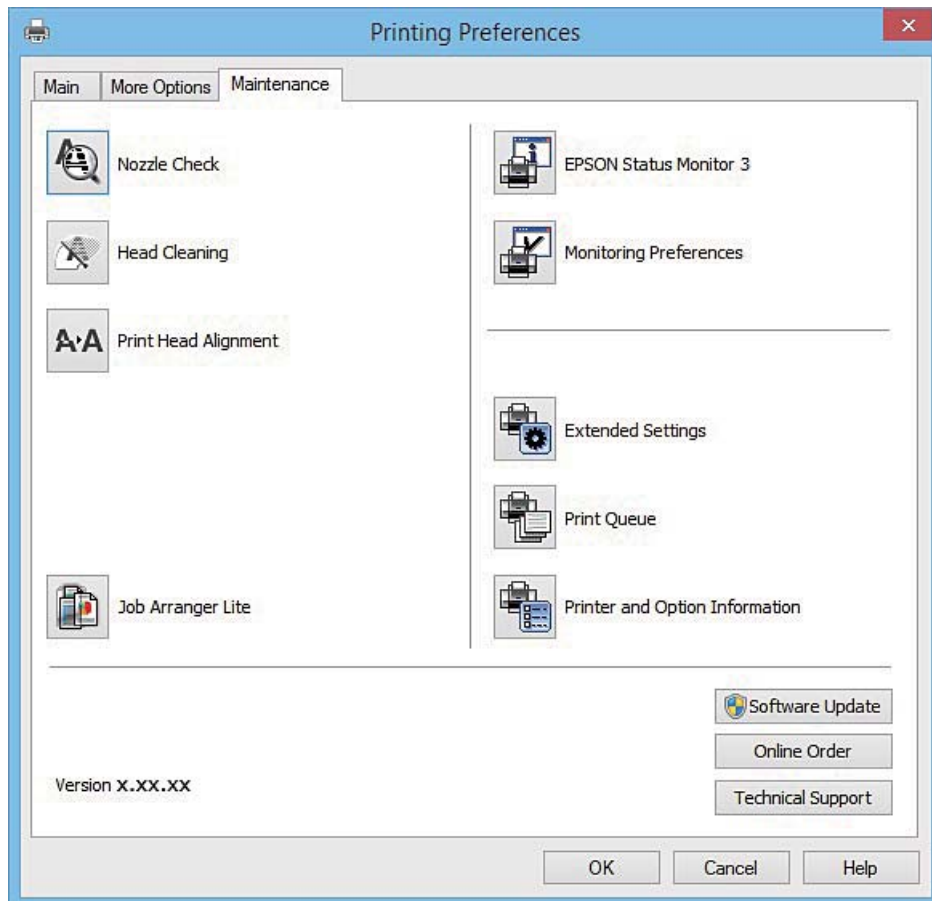 Printing Preferences
Main
More Options
Maintenance
Nozzle Check
Head Cleaning
A·A Print Head Alignment
Job Arranger Lite
EPSON Status Monitor 3
Monitoring Preferences
Extended Settings
Print Queue
Printer and Option Information
Software Update
Online Order
Technical Support
Version x.xx.xx
OK
Cancel
Help